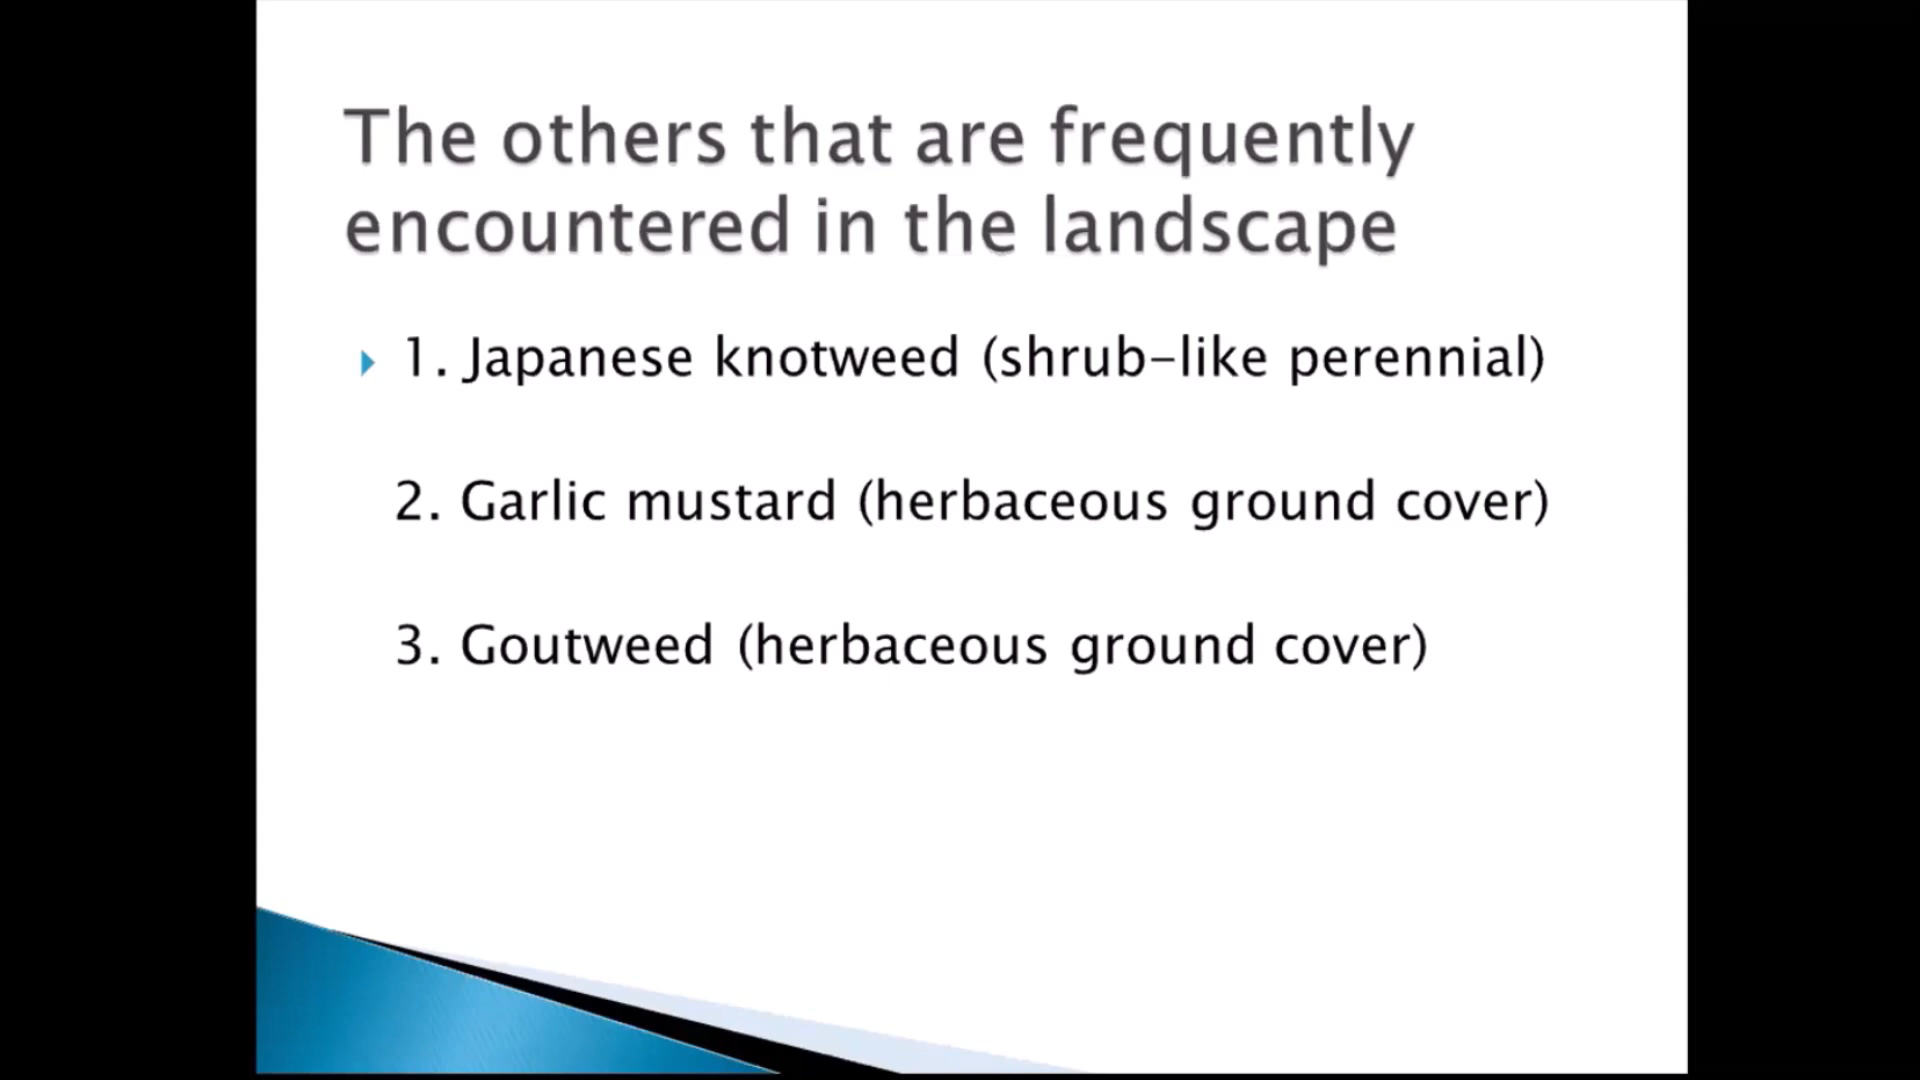 The others that are frequently
encountered in the landscape
1. Japanese knotweed (shrub-like perennial)
2. Garlic mustard (herbaceous ground cover)
3. Goutweed (herbaceous ground cover)